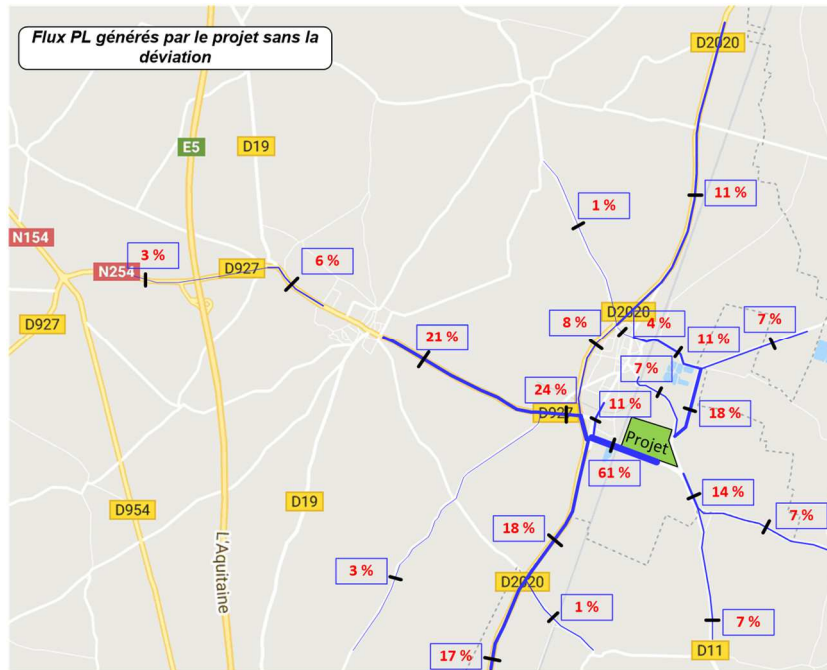 Flux PL générés par le projet sans la
déviation
D2020
E5
D19
11 %
1 %
N154
3 %
N254
D927
6 %
D2020
8 %
4 %
7 %
D927
11 %
21 %
7 %
24 %
D927
11 %
18 %
Projet
61 %
14 %
D954
D19
L'Aquitaine
18 %
7 %
3 %
D2020
1 %
7 %
17 %
D11